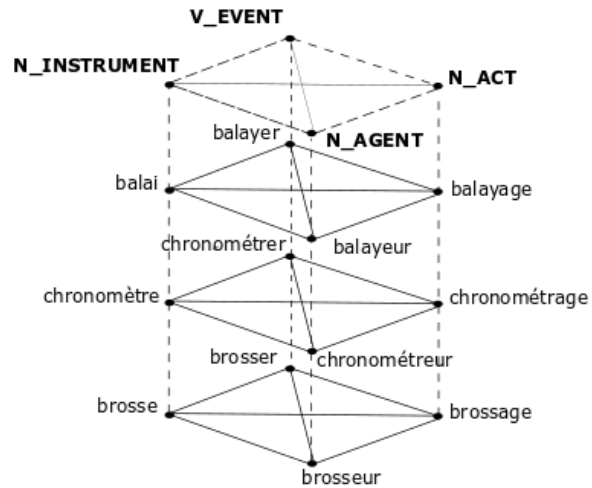 V_EVENT
N_INSTRUMENT
N_ACT
N_AGENT
balayer
balai
balayage
balayeur
chronométrer
chronomètre
chronométrage
chronométreur
brosser
brosse
brossage
brosseur